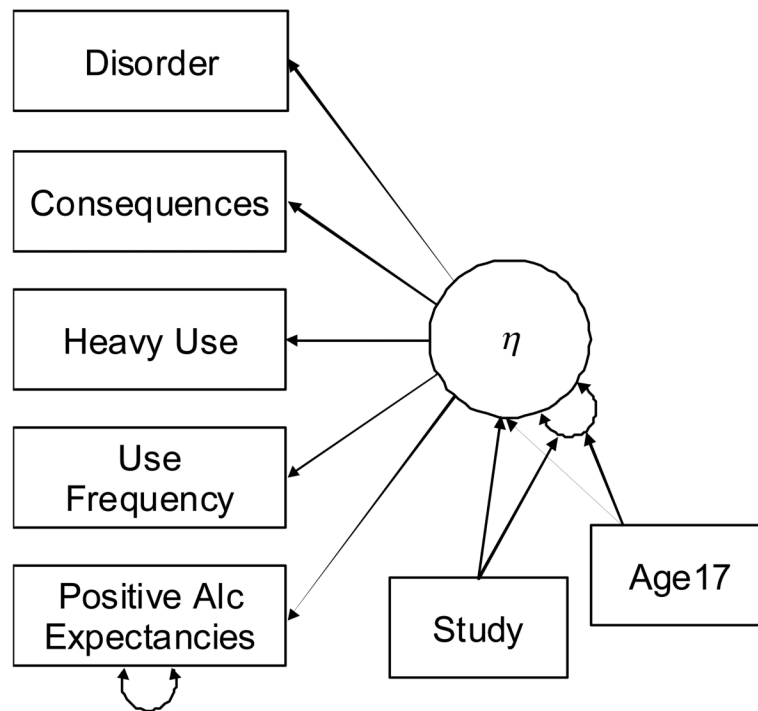 Disorder
Consequences
Heavy Use
η
Use
Frequency
Positive Alc
Expectancies
Study
Age17